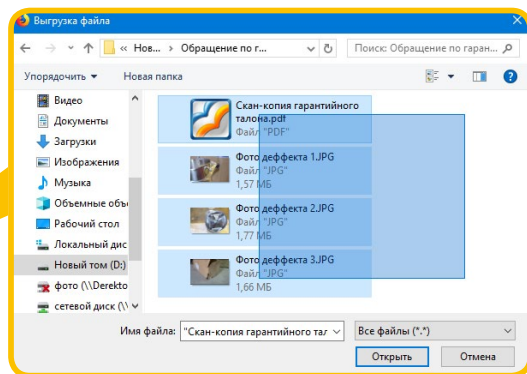 Выгрузка файла
« Нов... › Обращение по г...
Поиск: Обращение по гаран...
Упорядочить
Новая папка
Видео
Документы
Загрузки
Изображения
Музыка
Объемные объ
Рабочий стол
Локальный дис
Новый том (D:)
фото (\\Derekto
сетевой диск (\\
Скан-копия гарантийного
талона.pdf
Файл "PDF"
Фото деффекта 1.JPG
Файл "JPG"
1,57 МБ
Фото деффекта 2.JPG
Файл "JPG"
1,77 МБ
Фото деффекта 3.JPG
Файл "JPG"
1,66 МБ
Имя файла: "Скан-копия гарантийного тал
Все файлы (*.*)
Открыть
Отмена